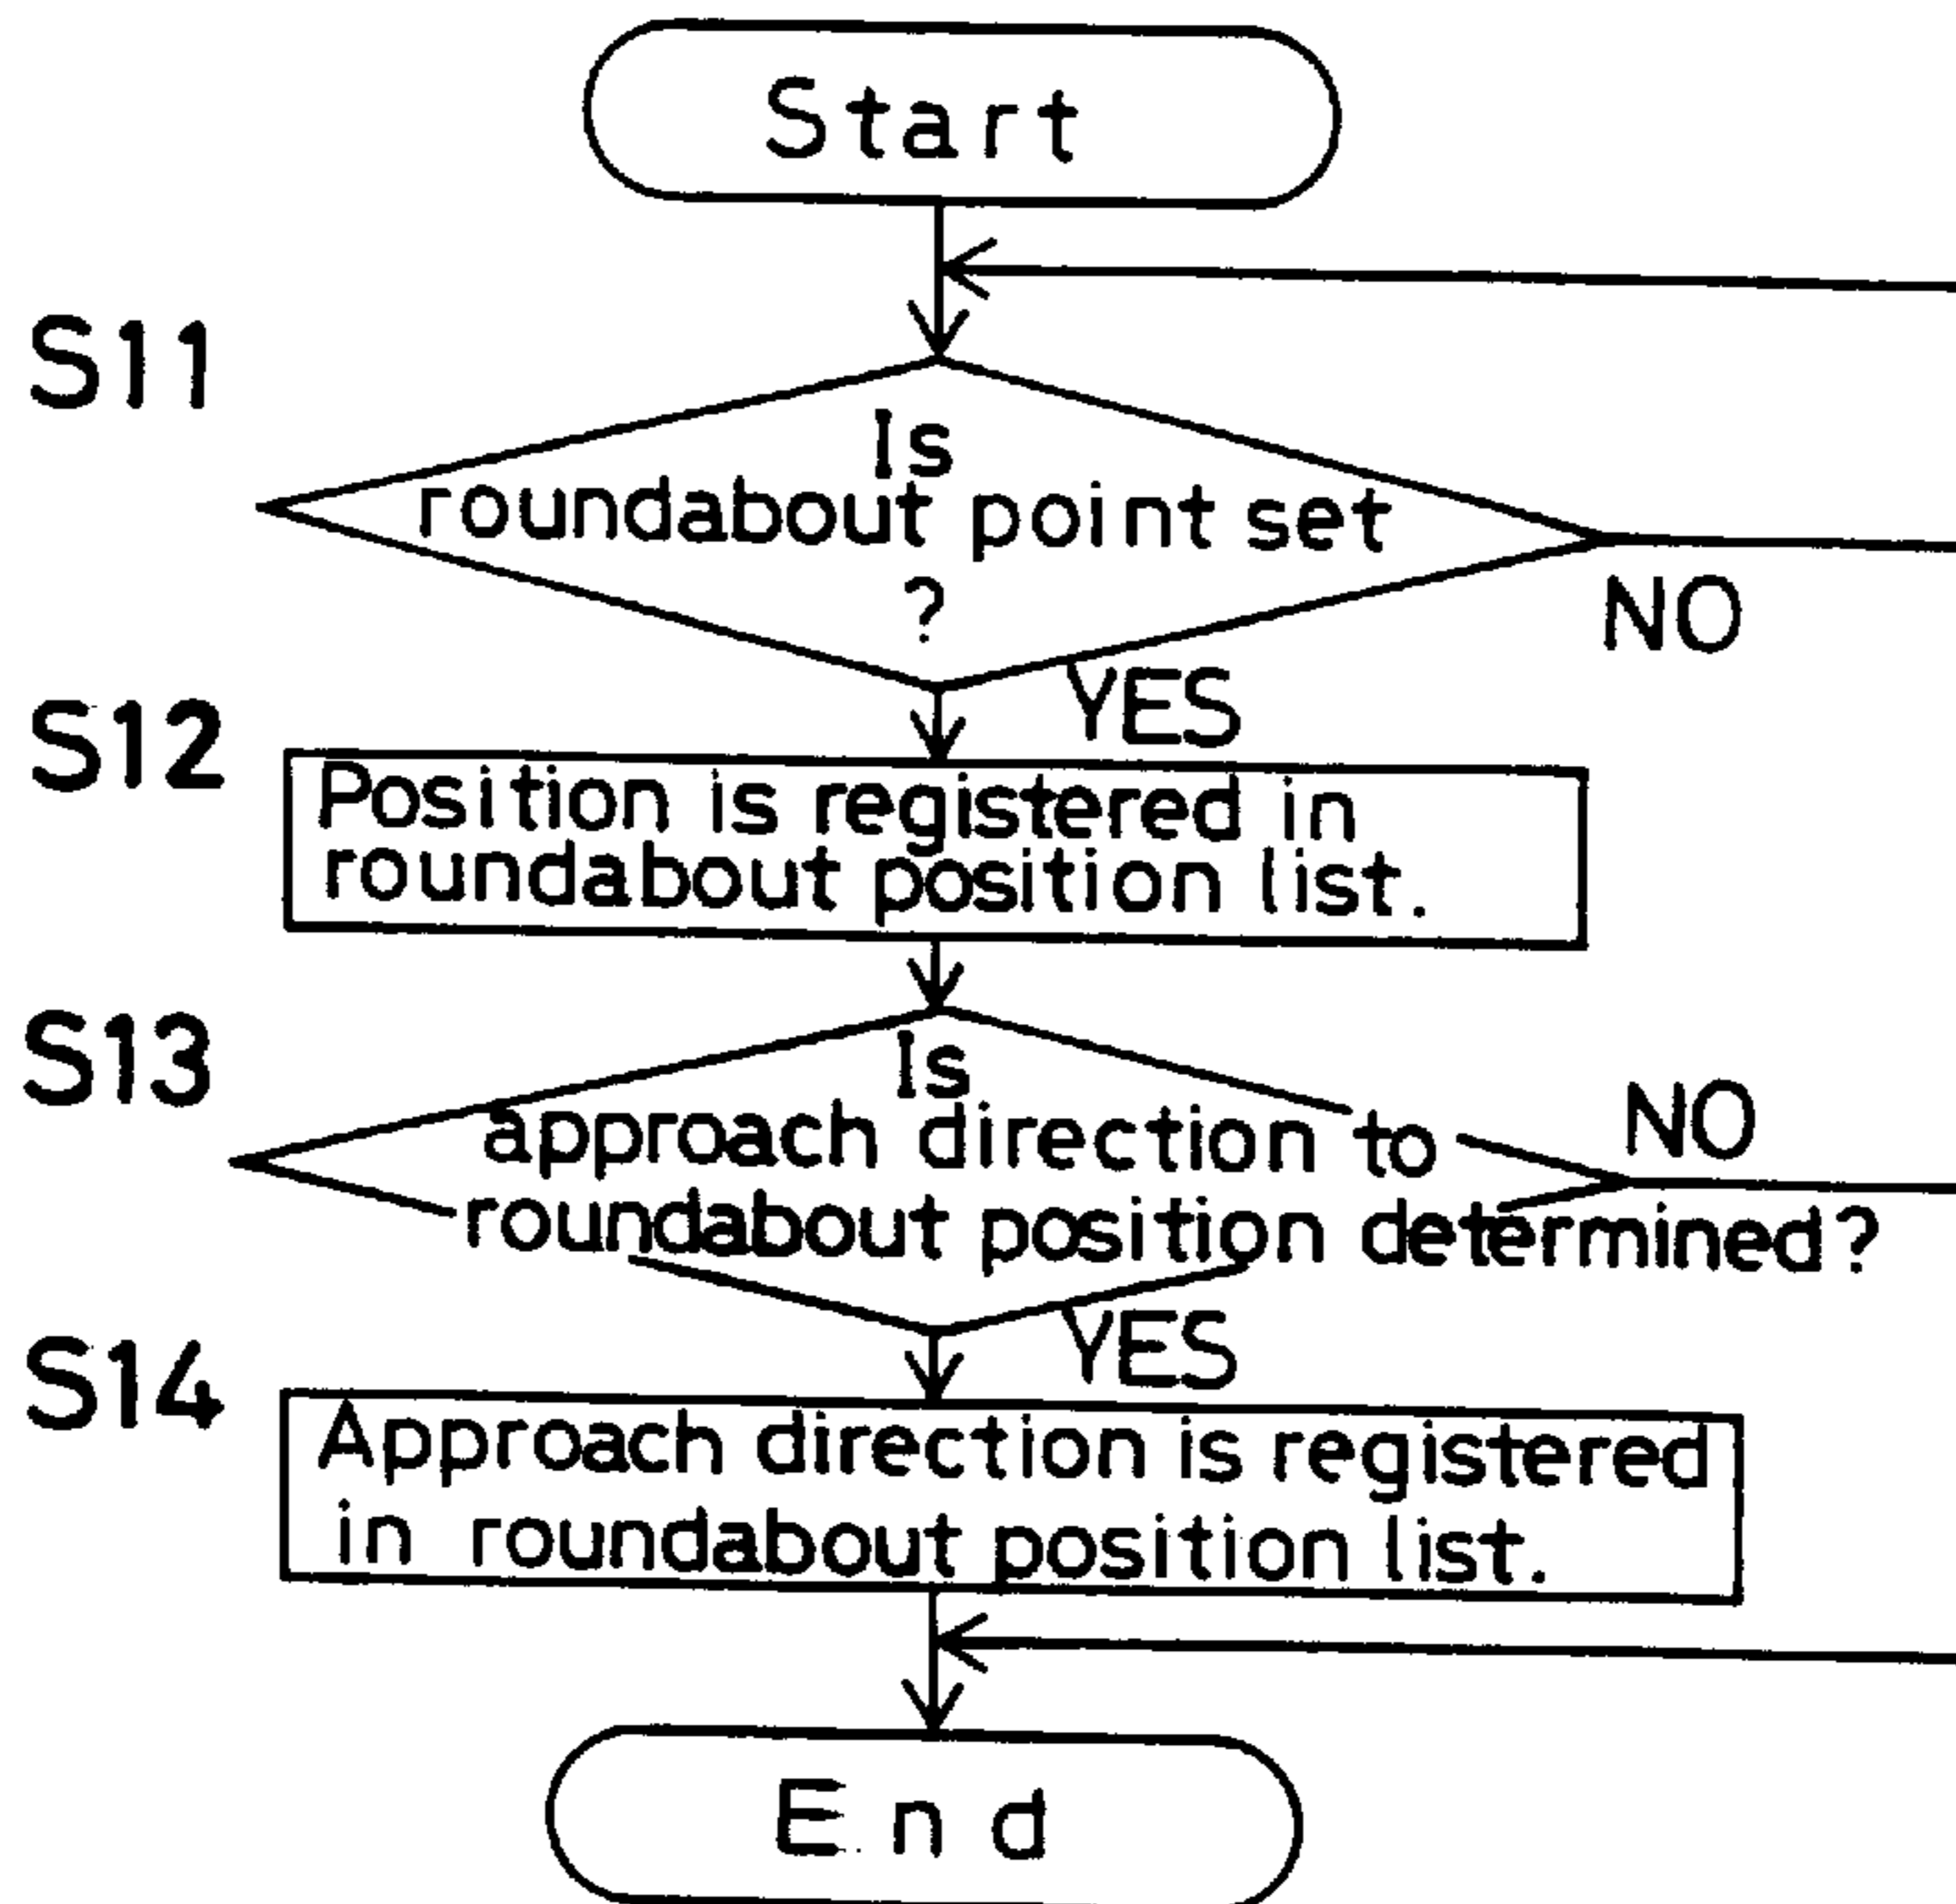 Start
S11
Is
roundabout point set
?
NO
YES
S12
Position is registered in
roundabout position list.
S13
Is
approach direction to
roundabout position determined?
NO
YES
S14
Approach direction is registered
in roundabout position list.
End